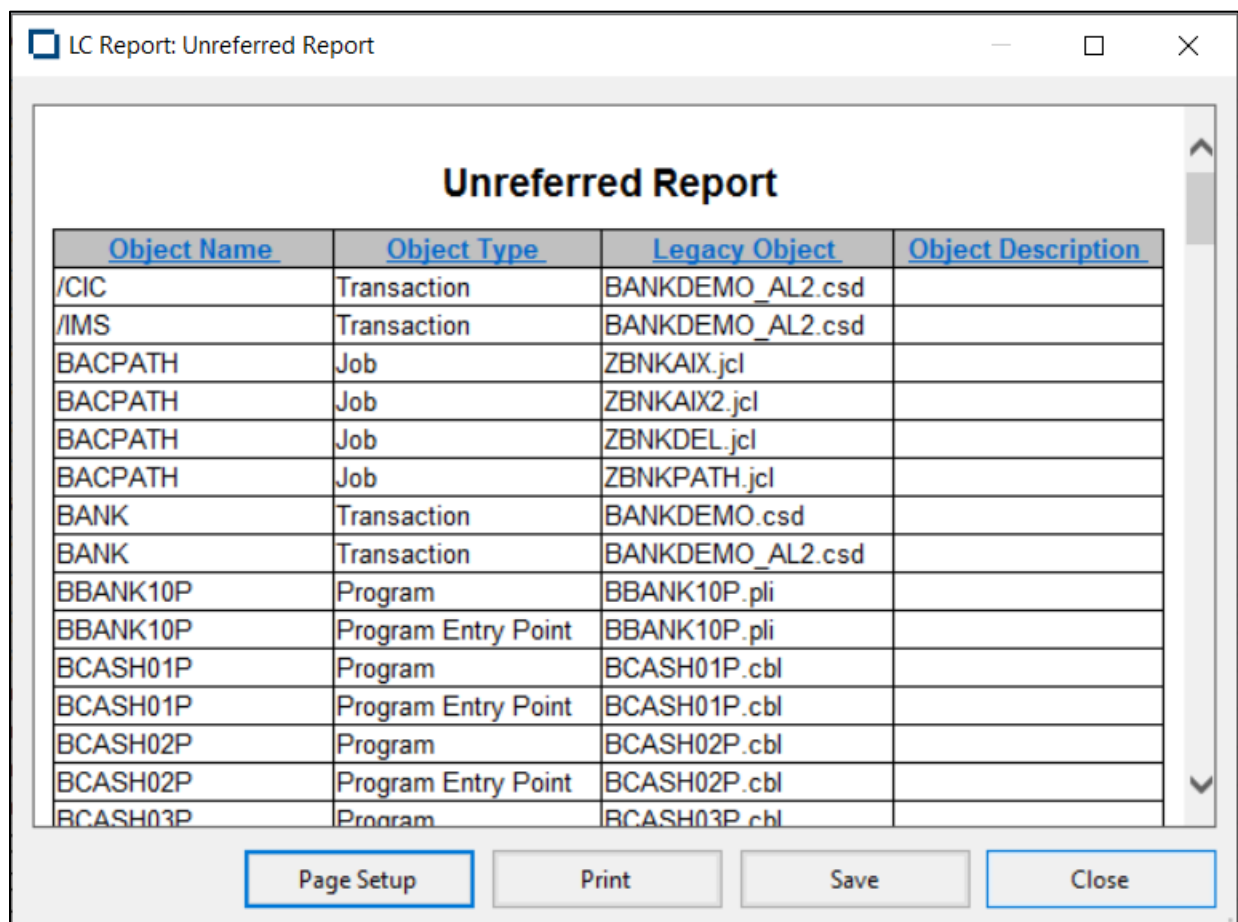 LC Report: Unreferred Report
Unreferred Report
Object Name Object Type Legacy Object Object Description
/CIC Transaction BANKDEMO_AL2.csd
/IMS Transaction BANKDEMO_AL2.csd
BACPATH Job ZBNKAIX.jcl
BACPATH Job ZBNKAIX2.jcl
BACPATH Job ZBNKDEL.jcl
BACPATH Job ZBNKPATH.jcl
BANK Transaction BANKDEMO.csd
BANK Transaction BANKDEMO_AL2.csd
BBANK10P Program BBANK10P.pli
BBANK10P Program Entry Point BBANK10P.pli
BCASH01P Program BCASH01P.cbl
BCASH01P Program Entry Point BCASH01P.cbl
BCASH02P Program BCASH02P.cbl
BCASH02P Program Entry Point BCASH02P.cbl
BCASH03P Program BCASH03P.cbl
Page Setup Print Save Close